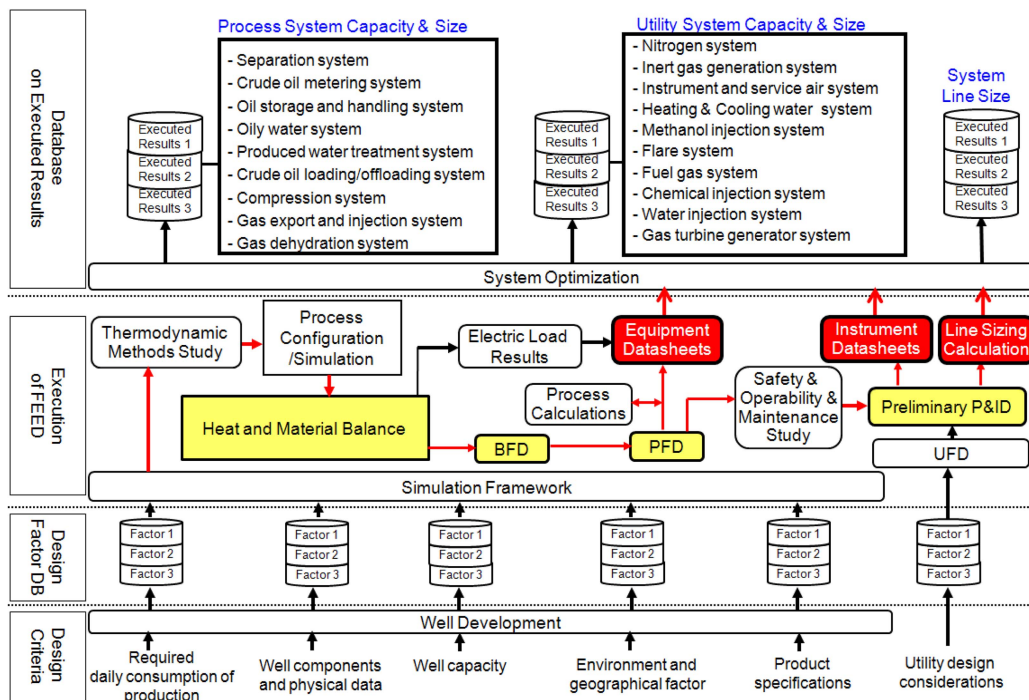 Database
on Executed Results
Process System Capacity & Size
- Separation system
- Crude oil metering system
- Oil storage and handling system
- Oily water system
- Produced water treatment system
- Crude oil loading/offloading system
- Compression system
- Gas export and injection system
- Gas dehydration system
Executed
Results 1
Executed
Results 2
Executed
Results 3
Utility System Capacity & Size
- Nitrogen system
- Inert gas generation system
- Instrument and service air system
- Heating & Cooling water system
- Methanol injection system
- Flare system
- Fuel gas system
- Chemical injection system
- Water injection system
- Gas turbine generator system
Executed
Results 1
Executed
Results 2
Executed
Results 3
System
Line Size
Executed
Results 1
Executed
Results 2
Executed
Results 3
System Optimization
Execution
of FEED
Thermodynamic
Methods Study
Process
Configuration
/Simulation
Electric Load
Results
Equipment
Datasheets
Instrument
Datasheets
Line Sizing
Calculation
Process
Calculations
Safety &
Operability &
Maintenance
Study
Preliminary P&ID
Heat and Material Balance
BFD
PFD
UFD
Simulation Framework
Design
Factor DB
Factor 1
Factor 2
Factor 3
Factor 1
Factor 2
Factor 3
Factor 1
Factor 2
Factor 3
Factor 1
Factor 2
Factor 3
Factor 1
Factor 2
Factor 3
Factor 1
Factor 2
Factor 3
Design
Criteria
Well Development
Required
daily consumption of
production
Well components
and physical data
Well capacity
Environment and
geographical factor
Product
specifications
Utility design
considerations